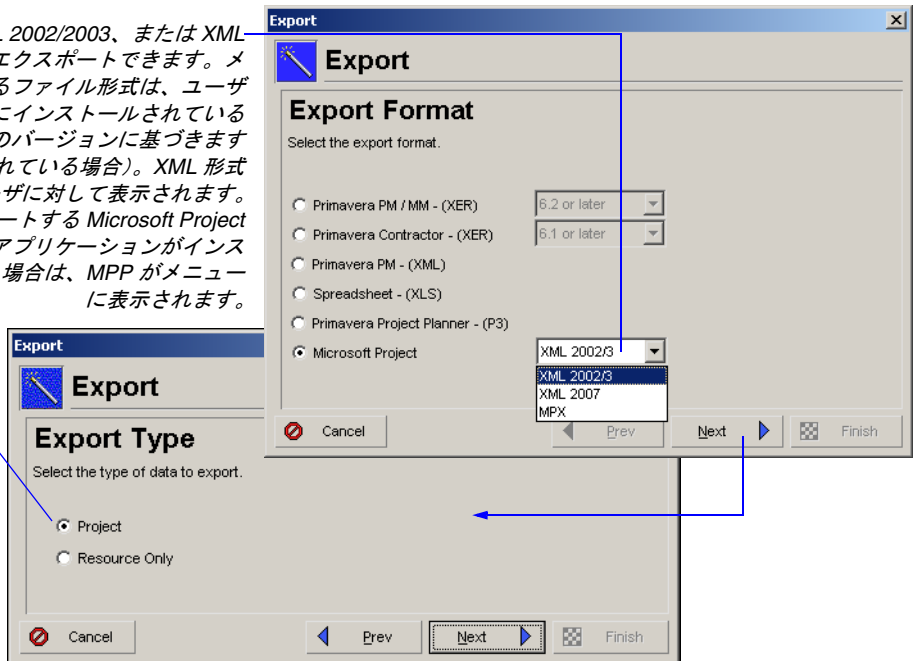 L 2002/2003、または XML
エクスポートできます。メ
るファイル形式は、ユーザ
にインストールされている
のバージョンに基づきます
れている場合）。XML 形式
ザに対して表示されます。
ートする Microsoft Project
アプリケーションがインス
場合は、MPP がメニュー
に表示されます。
Export
Export
Export Format
Select the export format.
Primavera PM / MM - (XER)
6.2 or later
Primavera Contractor - (XER)
6.1 or later
Primavera PM - (XML)
Spreadsheet - (XLS)
Primavera Project Planner - (P3)
Microsoft Project
XML 2002/3
XML 2002/3
XML 2007
MPX
Cancel
Prev
Next
Finish
Export
Export
Export Type
Select the type of data to export.
Project
Resource Only
Cancel
Prev
Next
Finish